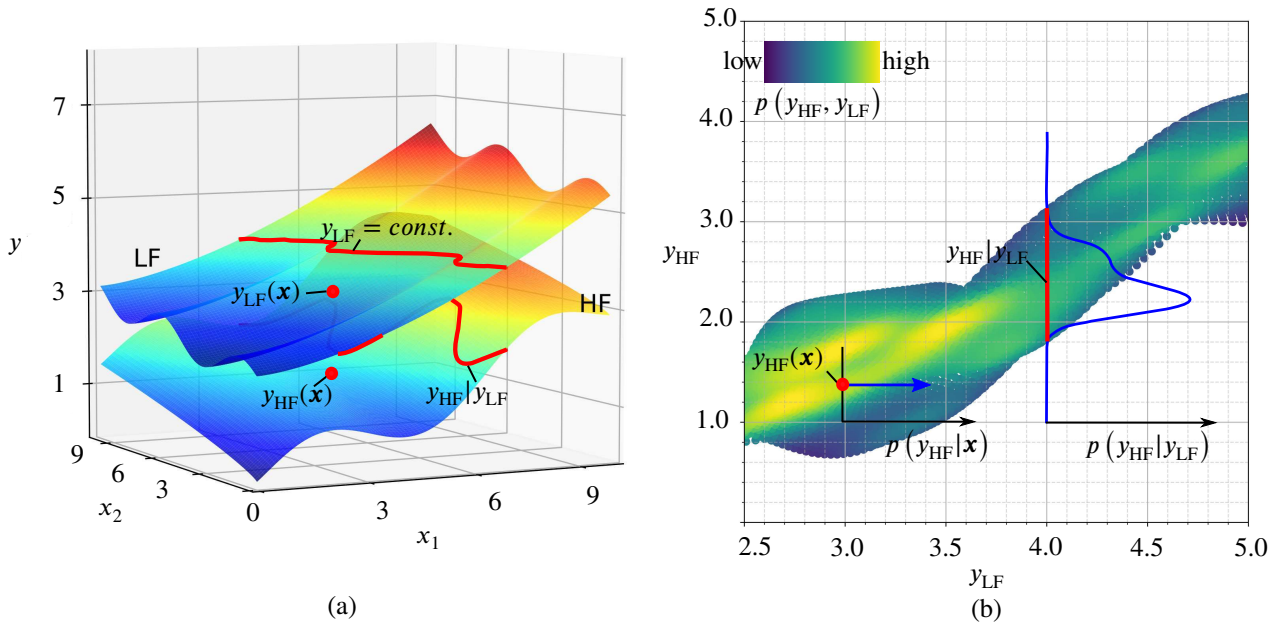 7
5
y
3
1
LF
y_LF = const.
y_LF(x)
HF
y_HF(x)
y_HF|y_LF
9
6
3
0
x_2
3
6
9
x_1
(a)
5.0
low
high
p(y_HF, y_LF)
4.0
3.0
y_HF
y_HF|y_LF
2.0
y_HF(x)
1.0
p(y_HF|x)
p(y_HF|y_LF)
2.5
3.0
3.5
4.0
4.5
5.0
y_LF
(b)